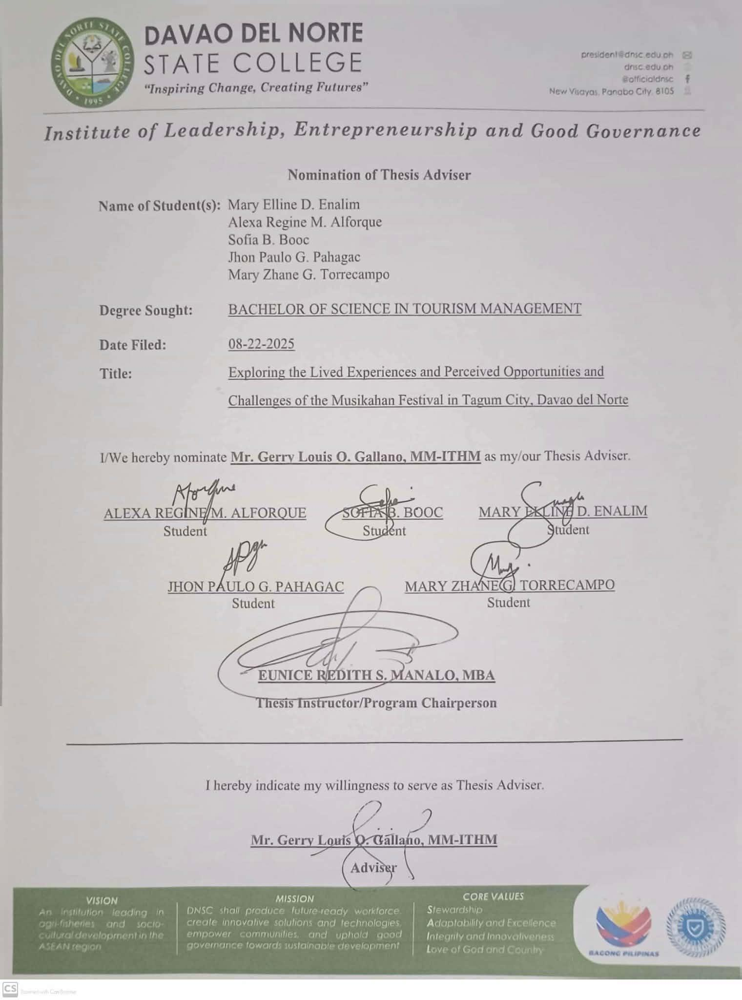 DAVAO DEL NORTE STATE COLLEGE
1995
DAVAO DEL NORTE
STATE COLLEGE
“Inspiring Change, Creating Futures”
president@dnsc.edu.ph
dnsc.edu.ph
@officialdnsc
New Visayas, Panabo City, 8105
Institute of Leadership, Entrepreneurship and Good Governance
Nomination of Thesis Adviser
Name of Student(s): Mary Elline D. Enalim
Alexa Regine M. Alforque
Sofia B. Booc
Jhon Paulo G. Pahagac
Mary Zhane G. Torrecampo
Degree Sought: BACHELOR OF SCIENCE IN TOURISM MANAGEMENT
Date Filed: 08-22-2025
Title: Exploring the Lived Experiences and Perceived Opportunities and
Challenges of the Musikahan Festival in Tagum City, Davao del Norte
I/We hereby nominate Mr. Gerry Louis O. Gallano, MM-ITHM as my/our Thesis Adviser.
ALEXA REGINE M. ALFORQUE SOFIA B. BOOC MARY ELLINE D. ENALIM
Student Student Student
JHON PAULO G. PAHAGAC MARY ZHANE G. TORRECAMPO
Student Student
EUNICE REDITH S. MANALO, MBA
Thesis Instructor/Program Chairperson
I hereby indicate my willingness to serve as Thesis Adviser.
Mr. Gerry Louis O. Gallano, MM-ITHM
Adviser
VISION
An institution leading in
agri-fisheries and socio-
cultural development in the
ASEAN region
MISSION
DNSC shall produce future-ready workforce,
create innovative solutions and technologies,
empower communities, and uphold good
governance towards sustainable development
CORE VALUES
Stewardship
Adaptability and Excellence
Integrity and Innovativeness
Love of God and Country
BAGONG PILIPINAS
CS Scanned with CamScanner